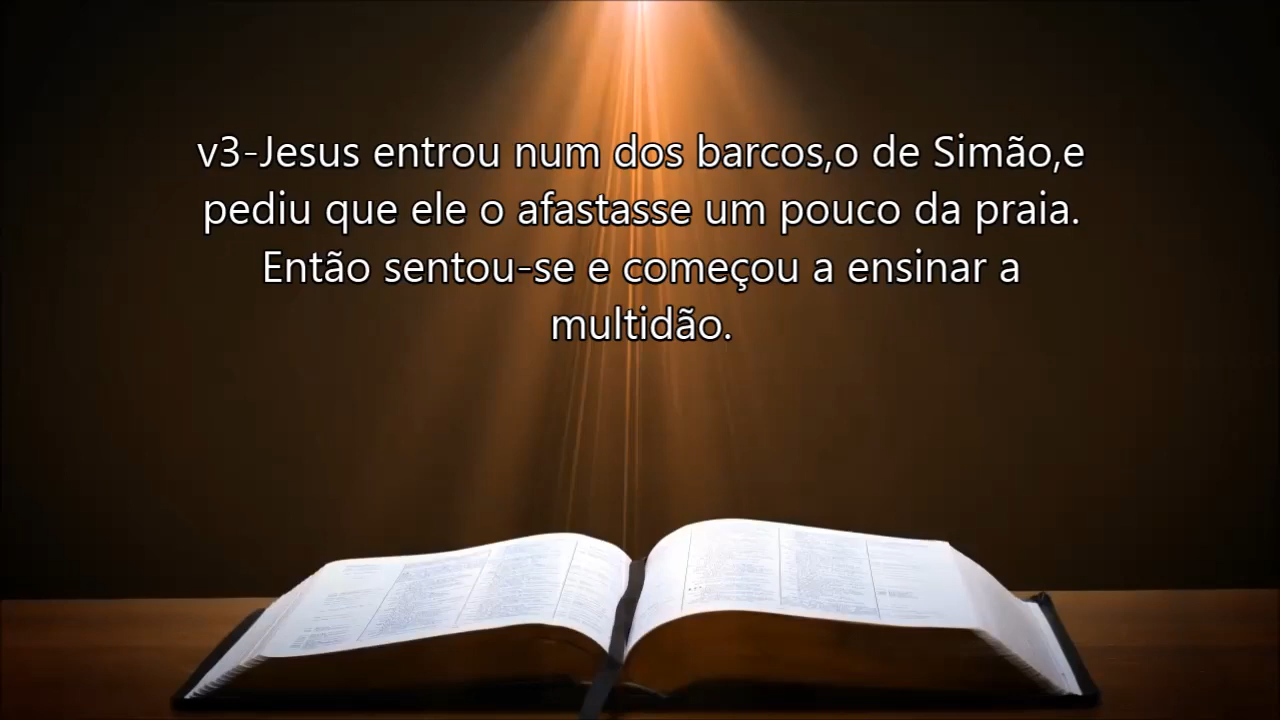 v3-Jesus entrou num dos barcos,o de Simão,e
pediu que ele o afastasse um pouco da praia.
Então sentou-se e começou a ensinar a
multidão.